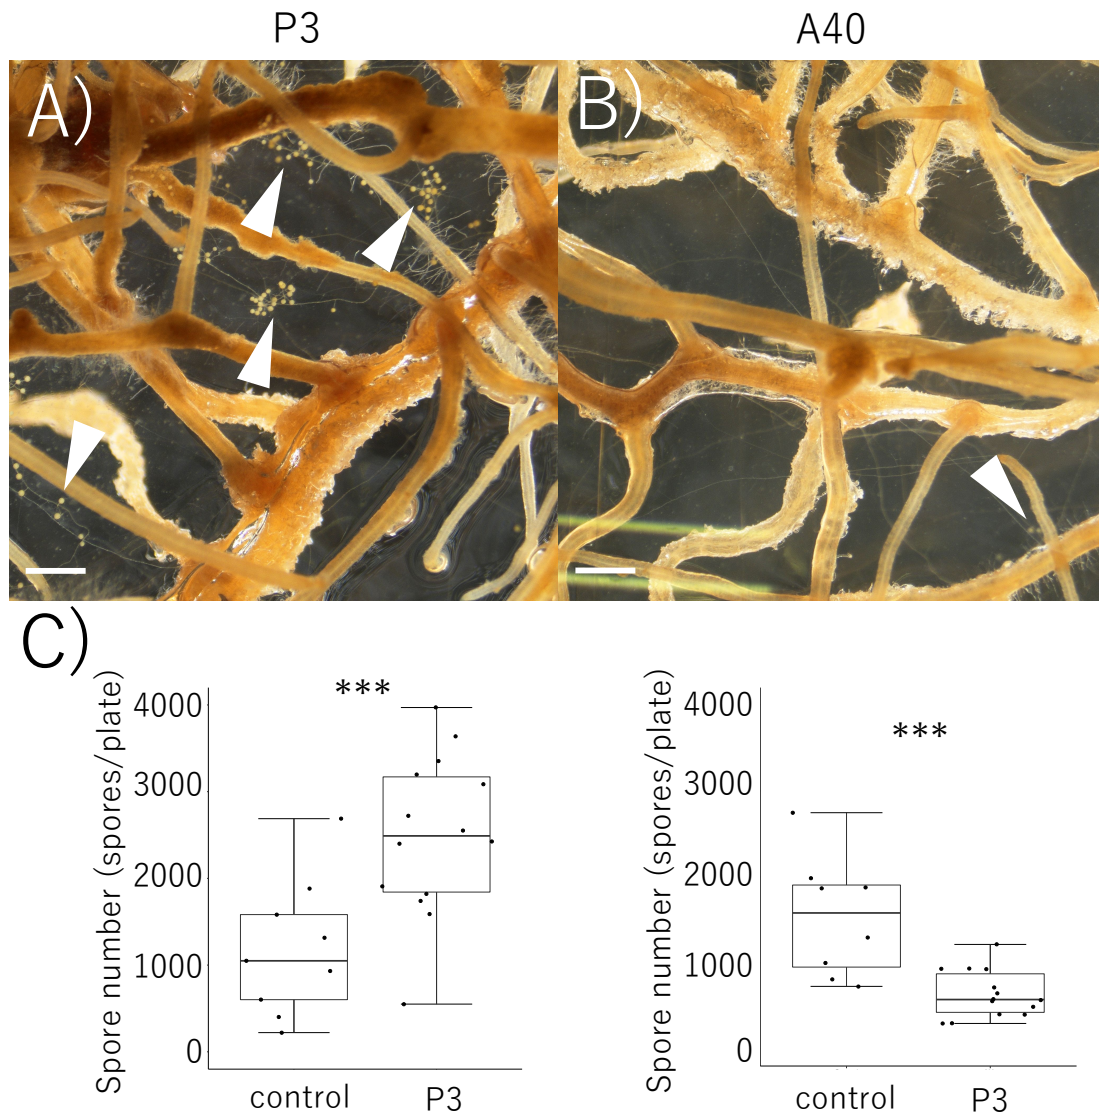 P3
A40
A)
B)
C)
Spore number (spores/plate)
4000
3000
2000
1000
0
***
control
P3
Spore number (spores/plate)
4000
3000
2000
1000
0
***
control
P3